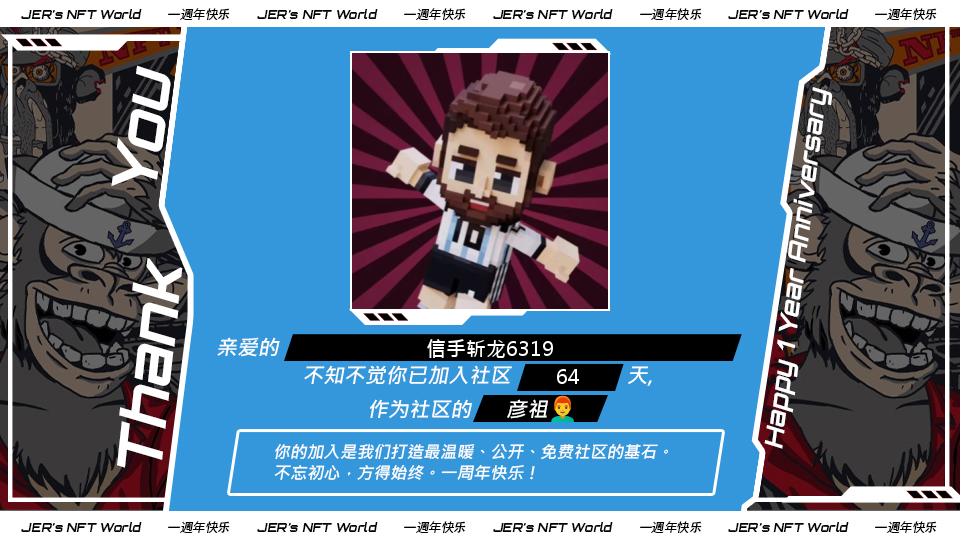 JER's NFT World 一週年快乐 JER's NFT World 一週年快乐 JER's NFT World 一週年快乐 JER's NFT World 一週年快乐
Thank You
NFT
10
NF
Happy 1 Year Anniversary
亲爱的 信手斩龙6319
不知不觉你已加入社区 64 天,
作为社区的 彦祖👨‍🦰
你的加入是我们打造最温暖、公开、免费社区的基石。
不忘初心，方得始终。一周年快乐！
JER's NFT World 一週年快乐 JER's NFT World 一週年快乐 JER's NFT World 一週年快乐 JER's NFT World 一週年快乐